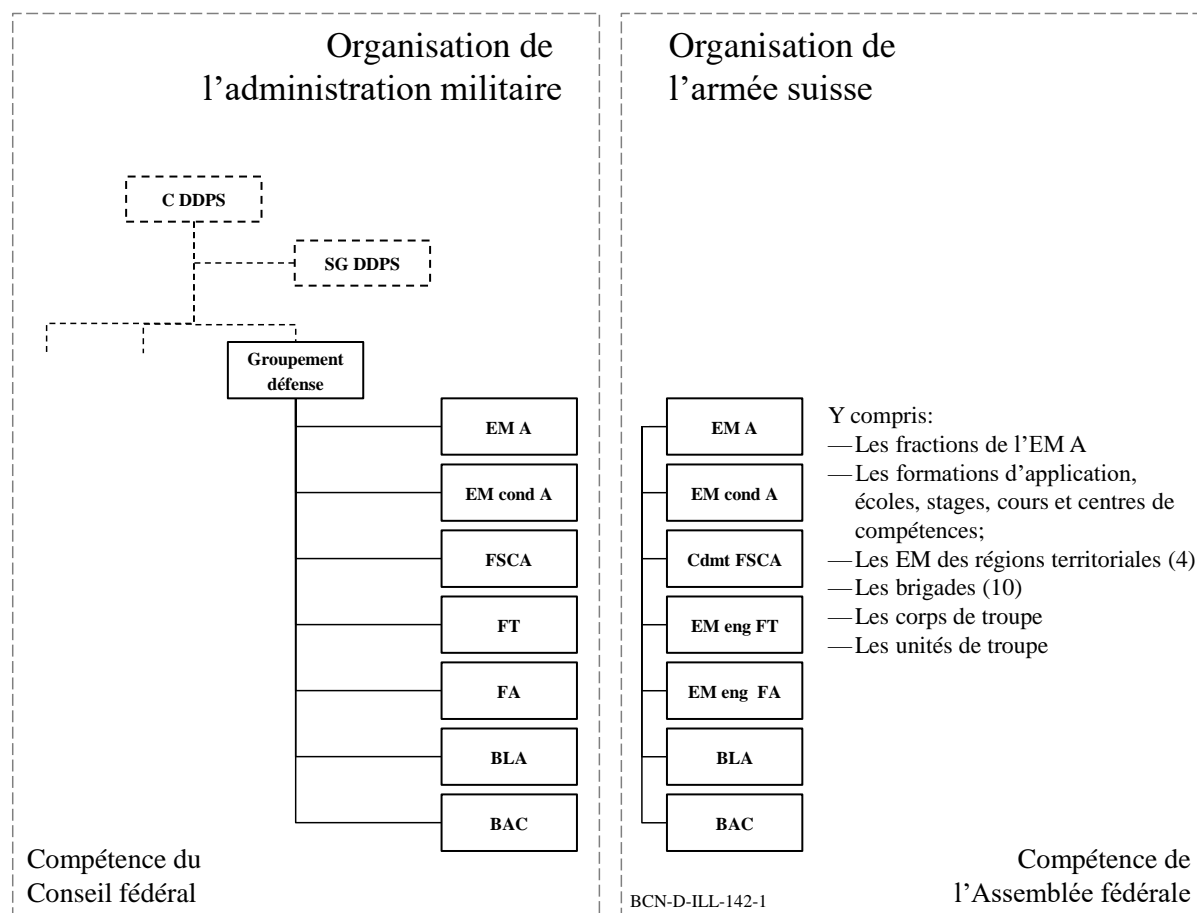 Organisation de
l’administration militaire
C DDPS
SG DDPS
Groupement
défense
EM A
EM cond A
FSCA
FT
FA
BLA
BAC
Compétence du
Conseil fédéral
Organisation de
l’armée suisse
EM A
EM cond A
Cdmt FSCA
EM eng FT
EM eng FA
BLA
BAC
Y compris:
—Les fractions de l’EM A
—Les formations d’application,
écoles, stages, cours et centres de
compétences;
—Les EM des régions territoriales (4)
—Les brigades (10)
—Les corps de troupe
—Les unités de troupe
BCN-D-ILL-142-1
Compétence de
l’Assemblée fédérale